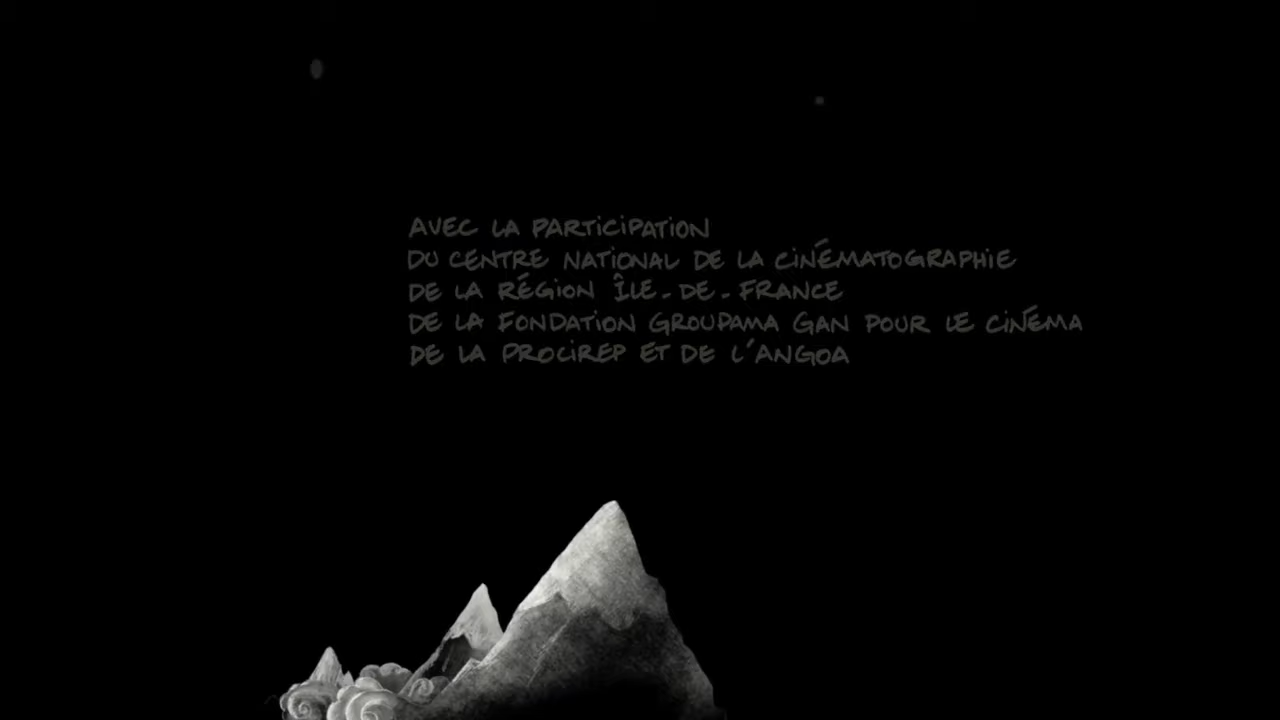 AVEC LA PARTICIPATION
DU CENTRE NATIONAL DE LA CINÉMATOGRAPHIE
DE LA RÉGION ÎLE-DE-FRANCE
DE LA FONDATION GROUPAMA GAN POUR LE CINÉMA
DE LA PROCIREP ET DE L'ANGOA